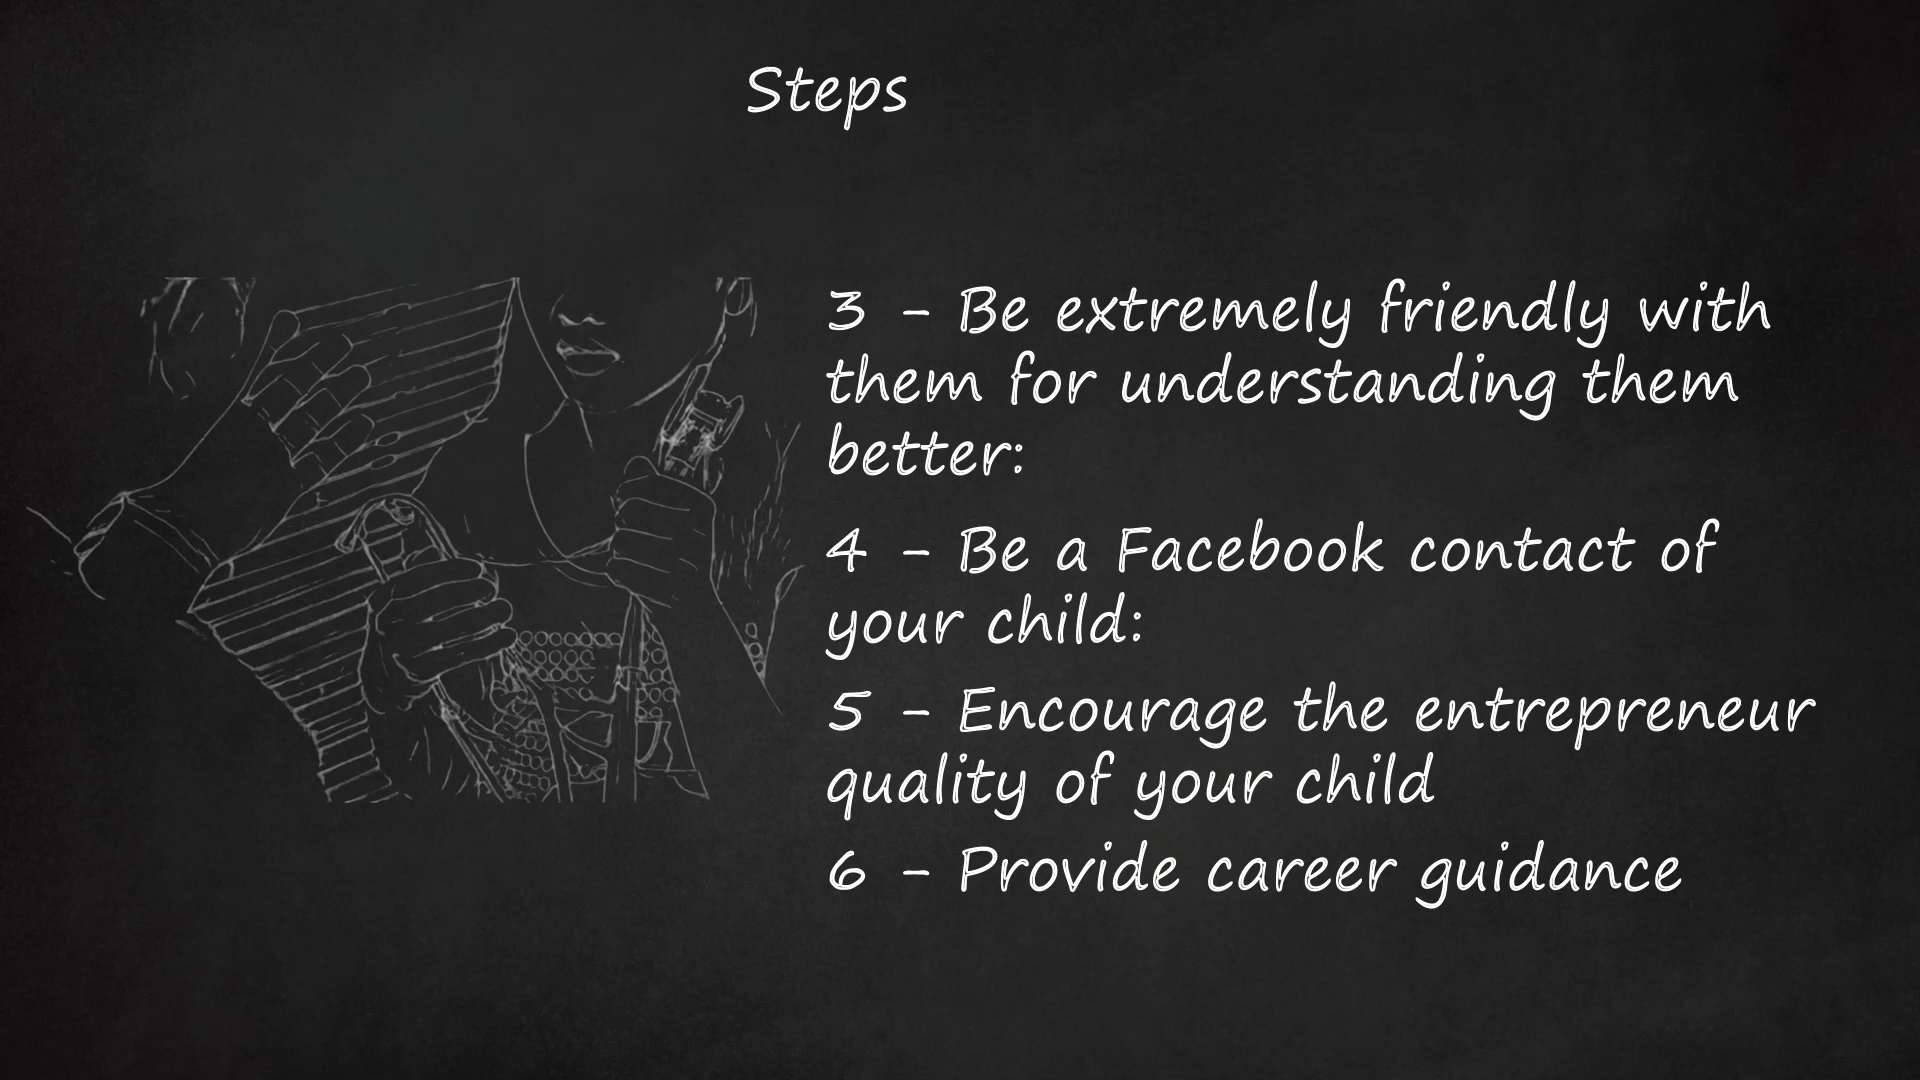 Steps
3 - Be extremely friendly with
them for understanding them
better:
4 - Be a Facebook contact of
your child:
5 - Encourage the entrepreneur
quality of your child
6 - Provide career guidance